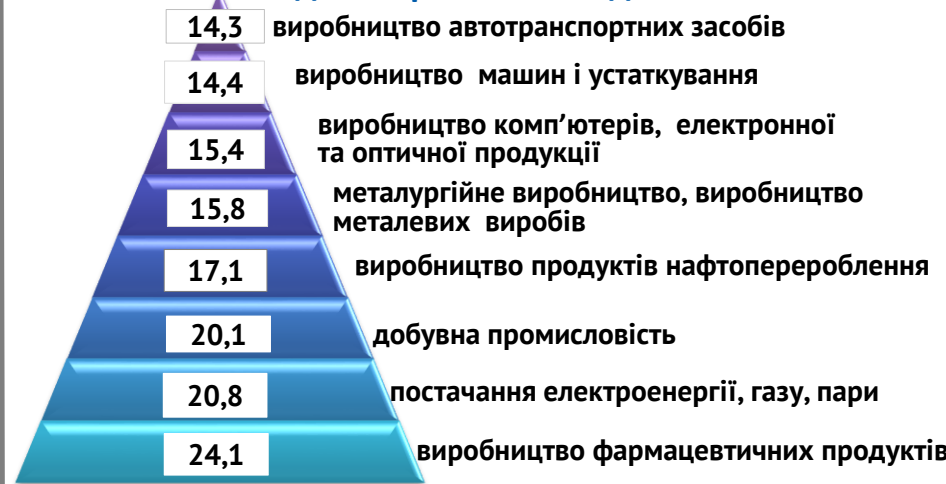 14,3 виробництво автотранспортних засобів
14,4 виробництво машин і устаткування
15,4 виробництво комп’ютерів, електронної
та оптичної продукції
15,8 металургійне виробництво, виробництво
металевих виробів
17,1 виробництво продуктів нафтоперероблення
20,1 добувна промисловість
20,8 постачання електроенергії, газу, пари
24,1 виробництво фармацевтичних продуктів